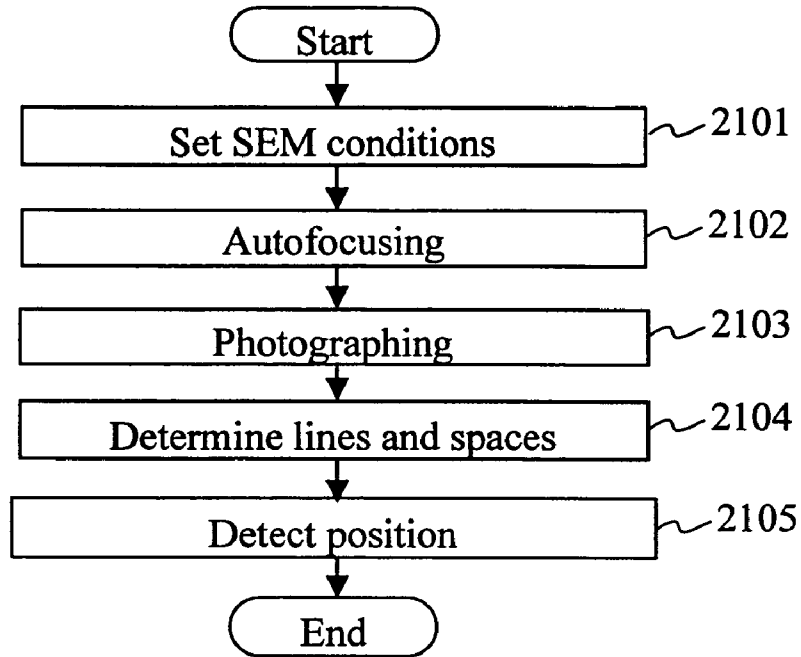 Start
Set SEM conditions
2101
Autofocusing
2102
Photographing
2103
Determine lines and spaces
2104
Detect position
2105
End